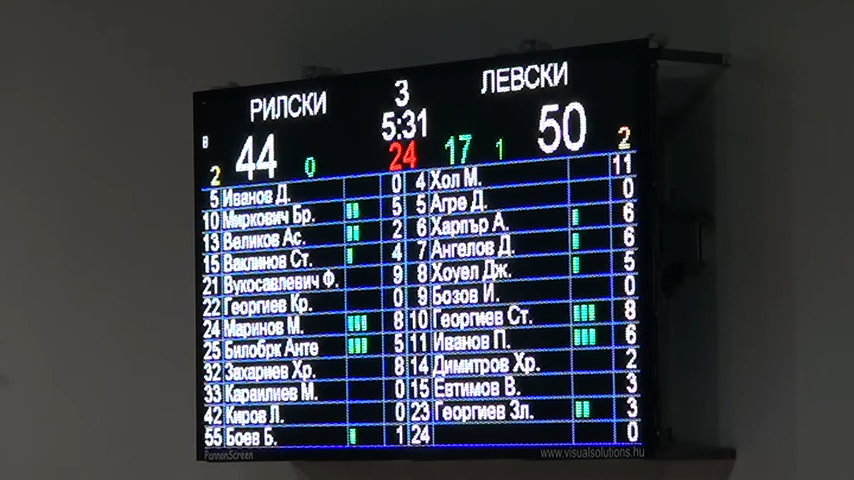 РИЛСКИ 3 ЛЕВСКИ
5:31
44 50
2 0 24 17 1 2
5 Иванов Д. 0 4 Хол М. 11
10 Миркович Бр. 5 5 Агре Д. 0
13 Великов Ас. 2 6 Харпър А. 6
15 Ваклинов Ст. 4 7 Ангелов Д. 6
21 Вукосавлевич Ф. 9 8 Хоуел Дж. 5
22 Георгиев Кр. 0 9 Бозов И. 0
24 Маринов М. 8 10 Георгиев Ст. 8
25 Билобрк Анте 5 11 Иванов П. 6
32 Захариев Хр. 8 14 Димитров Хр. 2
33 Караилиев М. 0 15 Евтимов В. 3
42 Киров Л. 0 23 Георгиев Зл. 3
55 Боев Б. 1 24 0
PannonScreen www.visualsolutions.hu